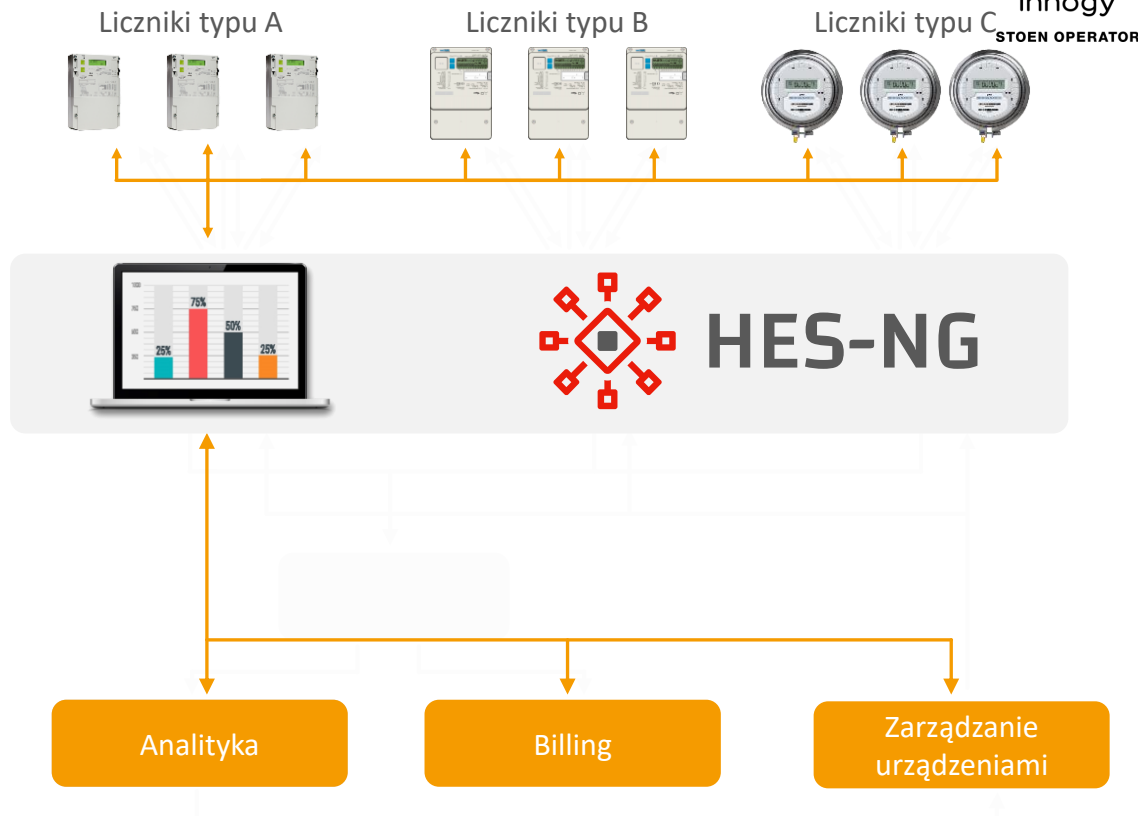 innogy
STOEN OPERATOR
Liczniki typu A
Liczniki typu B
Liczniki typu C
75%
50%
25%
25%
HES-NG
Analityka
Billing
Zarządzanie
urządzeniami